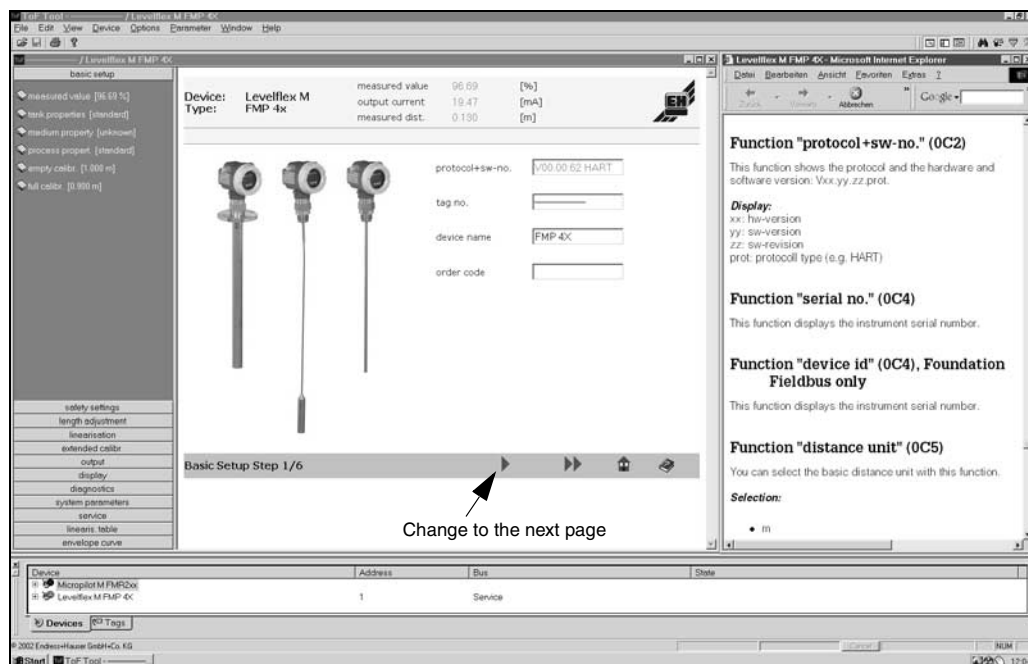 ToF Tool - / Levelflex M FMP 4X
File Edit View Device Options Parameter Window Help
/ Levelflex M FMP 4X
basic setup
measured value [96.69 %]
tank properties [standard]
medium property [unknown]
process propert. [standard]
empty calibr. [1.000 m]
full calibr. [0.900 m]
safety settings
length adjustment
linearisation
extended calibr.
output
display
diagnostics
system parameters
service
linearis. table
envelope curve
Device: Levelflex M
Type: FMP 4x
measured value 96.69 [%]
output current 19.47 [mA]
measured dist. 0.130 [m]
EH
protocol+sw-no. V00.00.62 HART
tag no.
device name FMP 4X
order code
Basic Setup Step 1/6
Change to the next page
Levelflex M FMP 4X - Microsoft Internet Explorer
Datei Bearbeiten Ansicht Favoriten Extras ?
Zurück Vorwärts Abbrechen
Google
Function "protocol+sw-no." (0C2)
This function shows the protocol and the hardware and
software version: Vxx.yy.zz.prot.
Display:
xx: hw-version
yy: sw-version
zz: sw-revision
prot: protocoll type (e.g. HART)
Function "serial no." (0C4)
This function displays the instrument serial number.
Function "device id" (0C4), Foundation
Fieldbus only
This function displays the instrument serial number.
Function "distance unit" (0C5)
You can select the basic distance unit with this function.
Selection:
m
Device Address Bus State
Micropilot M FMR2xx
Levelflex M FMP 4X 1 Service
Devices Tags
© 2002 Endress+Hauser GmbH+Co. KG
Cancel NUM
Start ToF Tool -